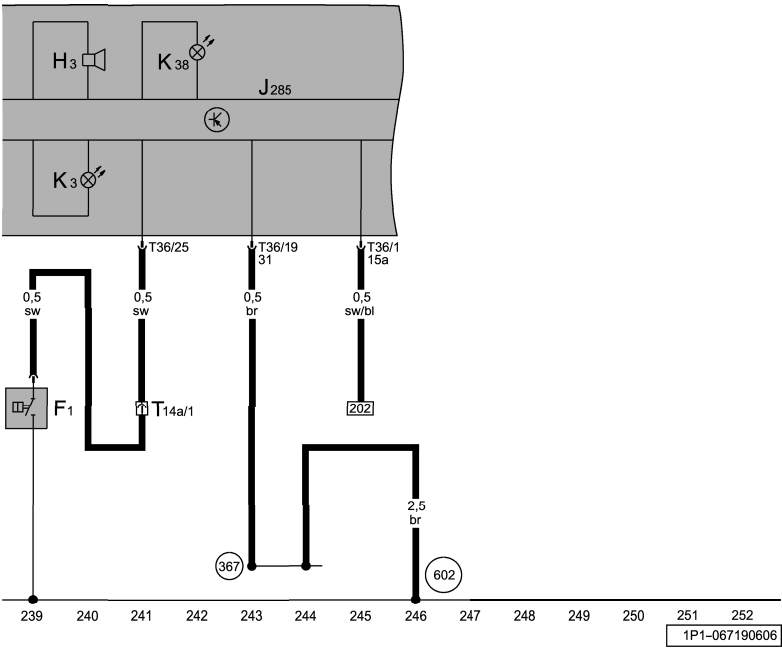 H3
K38
J285
K3
T36/25
T36/19
31
T36/1
15a
0,5
sw
0,5
sw
0,5
br
0,5
sw/bl
F1
T14a/1
202
2,5
br
367
602
239 240 241 242 243 244 245 246 247 248 249 250 251 252
1P1–067190606